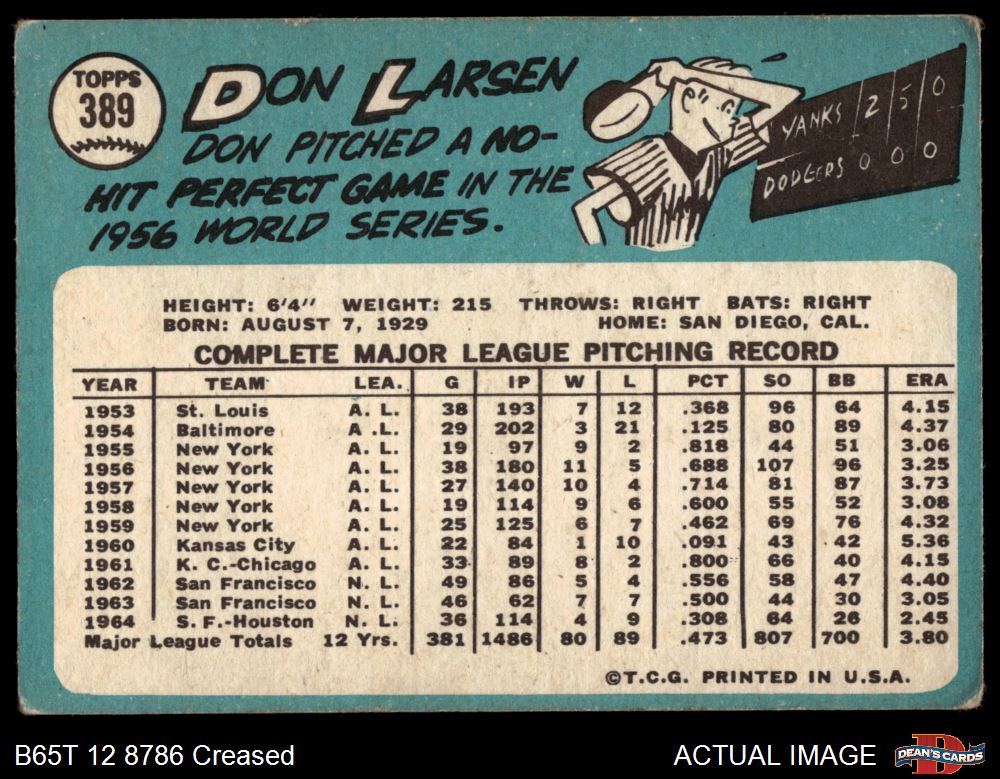 TOPPS
389
DON LARSEN
DON PITCHED A NO-
HIT PERFECT GAME IN THE
1956 WORLD SERIES.
YANKS 2 5 0
DODGERS 0 0 0
HEIGHT: 6'4" WEIGHT: 215 THROWS: RIGHT BATS: RIGHT
BORN: AUGUST 7, 1929 HOME: SAN DIEGO, CAL.
COMPLETE MAJOR LEAGUE PITCHING RECORD
YEAR TEAM LEA. G IP W L PCT SO BB ERA
1953 St. Louis A. L. 38 193 7 12 .368 96 64 4.15
1954 Baltimore A .L. 29 202 3 21 .125 80 89 4.37
1955 New York A. L. 19 97 9 2 .818 44 51 3.06
1956 New York A. L. 38 180 11 5 .688 107 96 3.25
1957 New York A. L. 27 140 10 4 .714 81 87 3.73
1958 New York A. L. 19 114 9 6 .600 55 52 3.08
1959 New York A. L. 25 125 6 7 .462 69 76 4.32
1960 Kansas City A. L. 22 84 1 10 .091 43 42 5.36
1961 K. C.-Chicago A. L. 33 89 8 2 .800 66 40 4.15
1962 San Francisco N. L. 49 86 5 4 .556 58 47 4.40
1963 San Francisco N. L. 46 62 7 7 .500 44 30 3.05
1964 S. F.-Houston N. L. 36 114 4 9 .308 64 26 2.45
Major League Totals 12 Yrs. 381 1486 80 89 .473 807 700 3.80
©T.C.G. PRINTED IN U.S.A.
B65T 12 8786 Creased ACTUAL IMAGE
DEAN'S CARDS